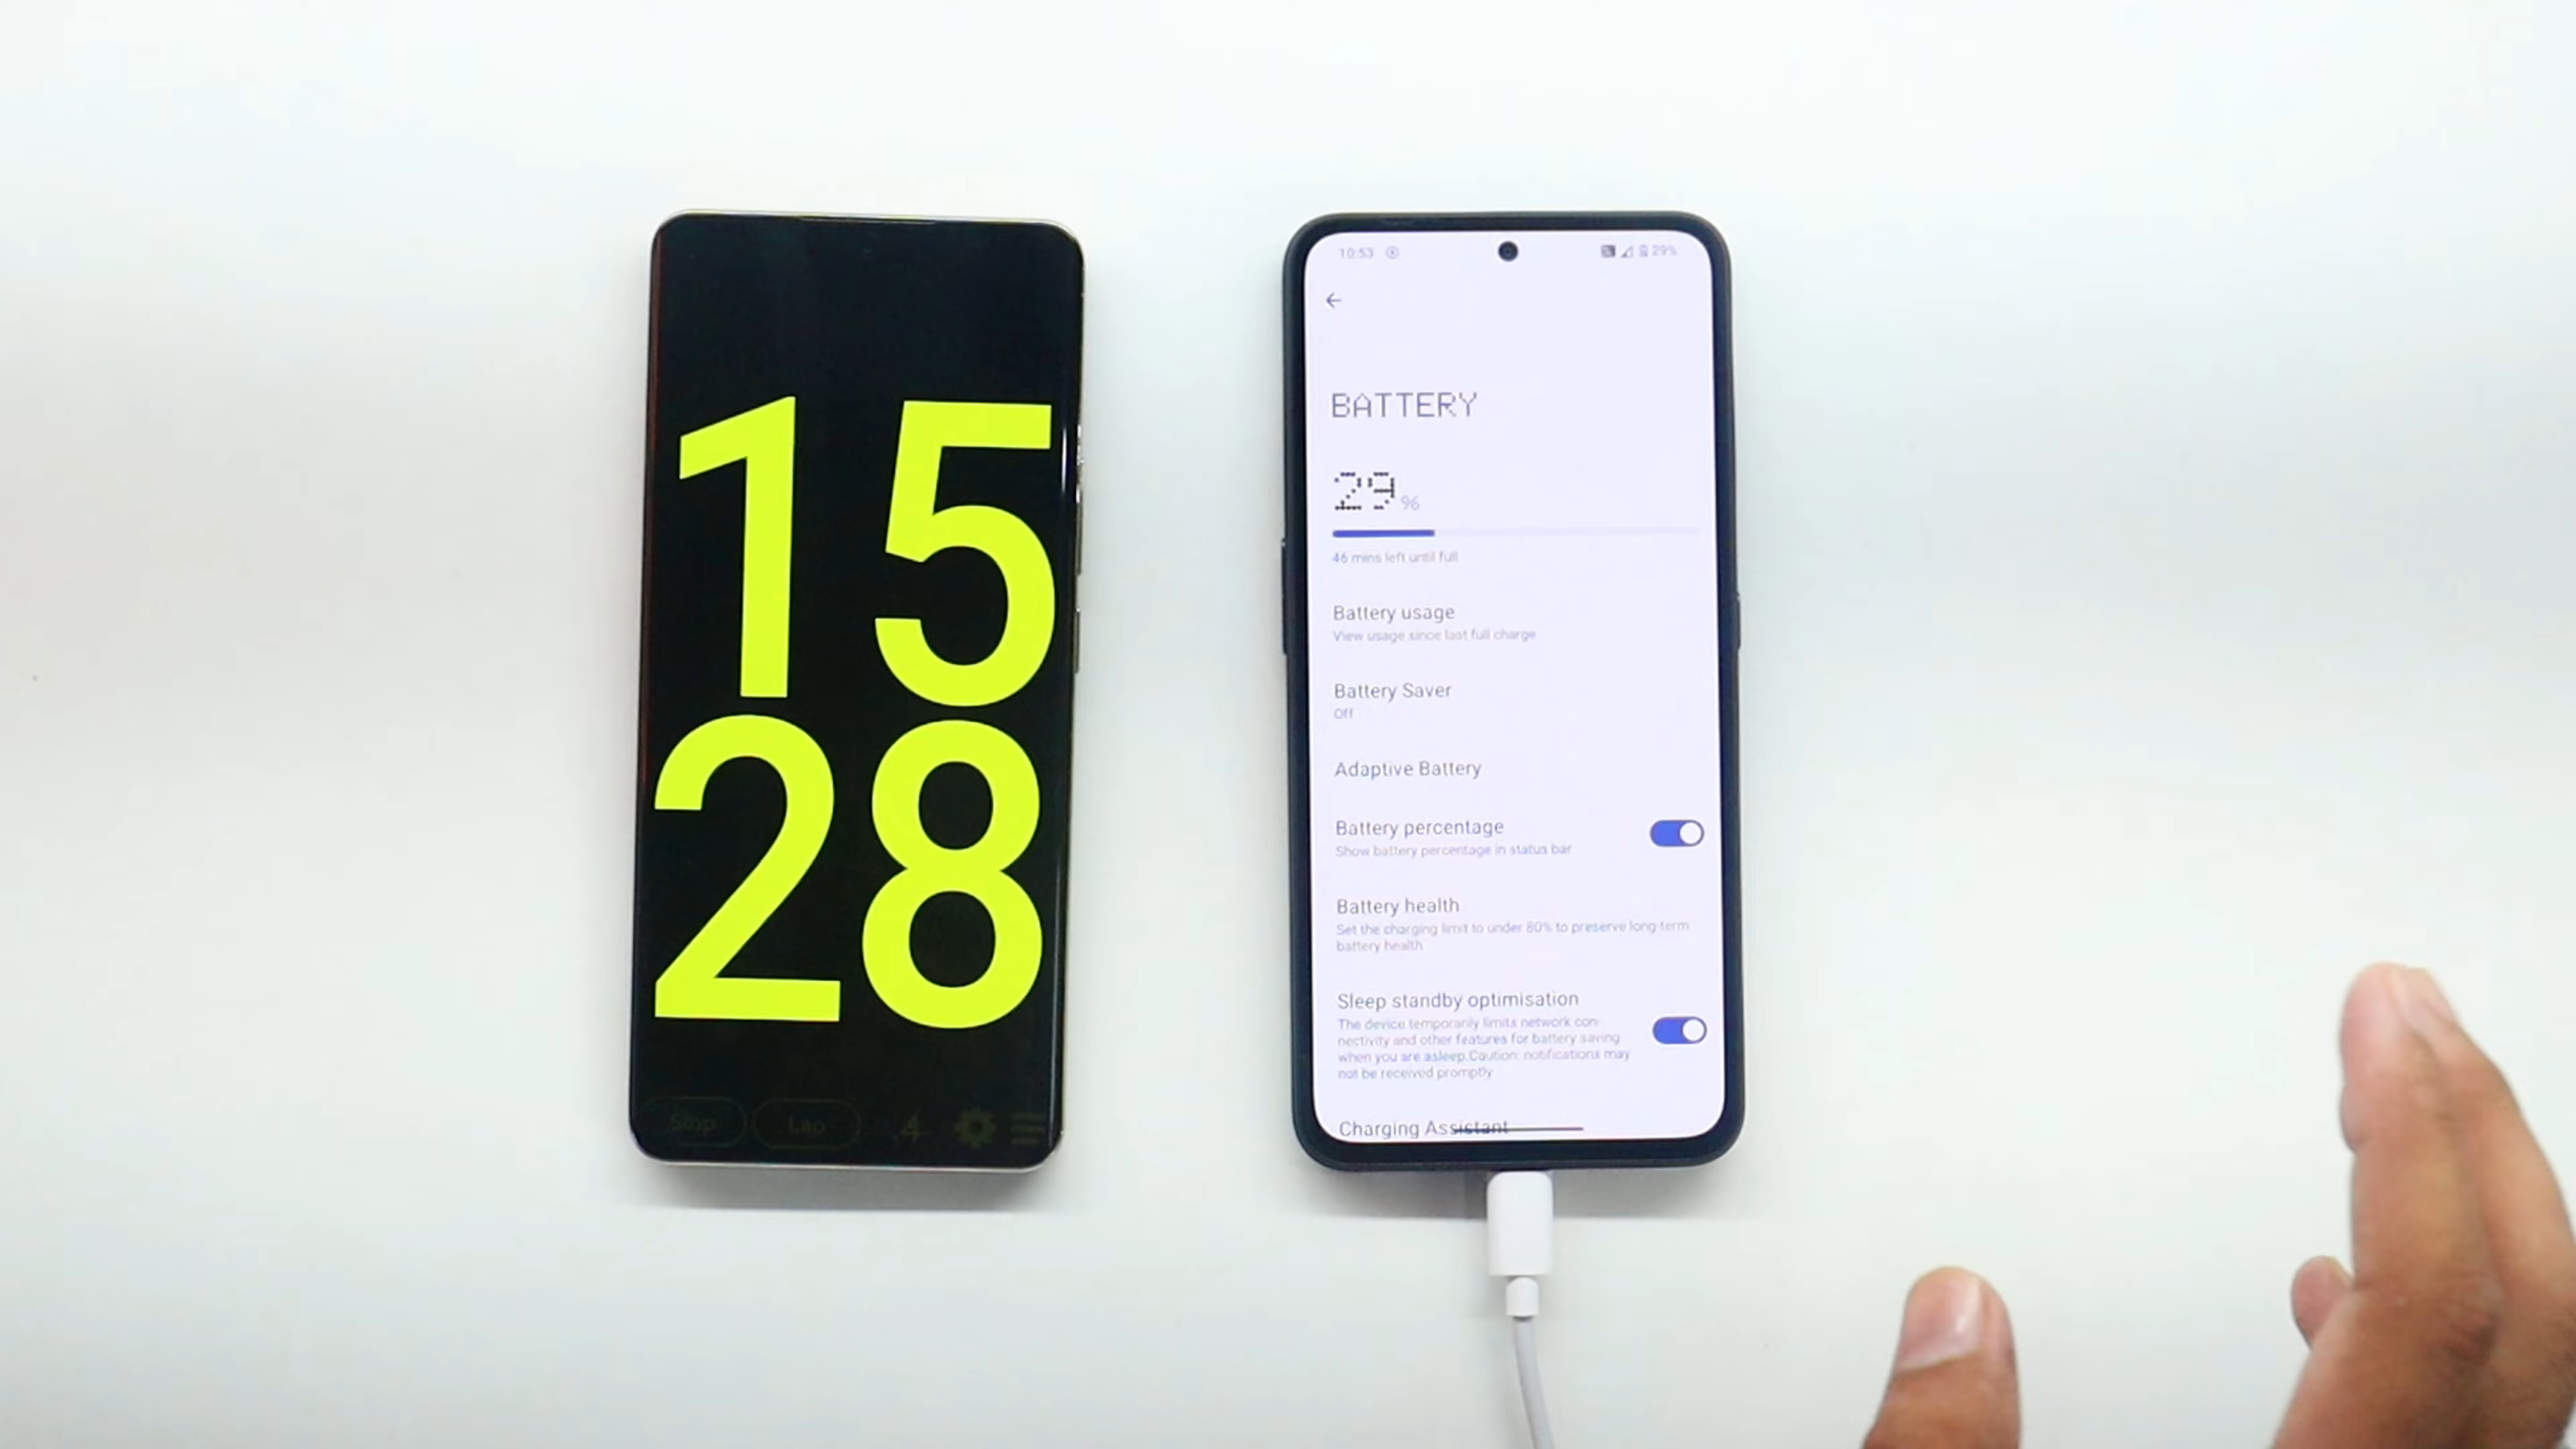 15
28
Stop
Lap
10:53
29%
BATTERY
29 %
46 mins left until full
Battery usage
View usage since last full charge
Battery Saver
Off
Adaptive Battery
Battery percentage
Show battery percentage in status bar
Battery health
Set the charging limit to under 80% to preserve long-term
battery health
Sleep standby optimisation
The device temporarily limits network con-
nectivity and other features for battery saving
when you are asleep.Caution: notifications may
not be received promptly
Charging Assistant